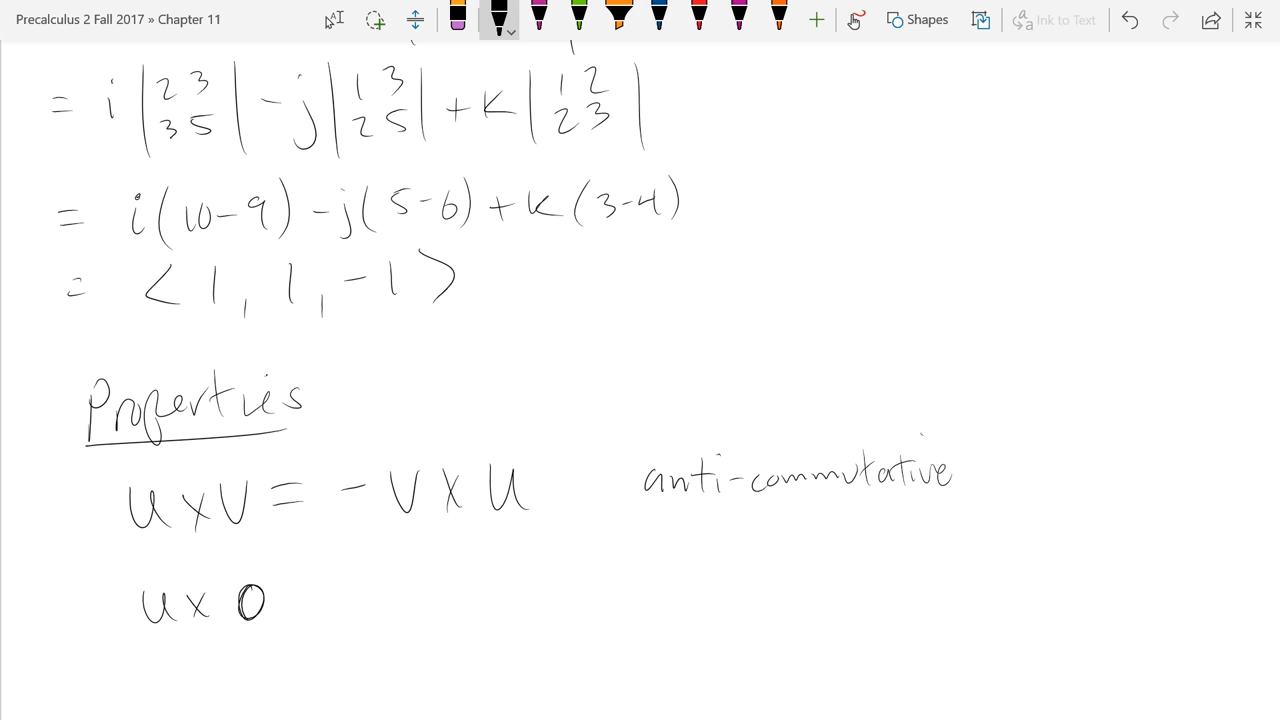 Precalculus 2 Fall 2017 » Chapter 11
Shapes
Ink to Text
= i |2 3| - j |1 3| + k |1 2|
|3 5| |2 5| |2 3|
= i(10-9) - j(5-6) + k(3-4)
= <1, 1, -1>
Properties
u x v = - v x u anti-commutative
u x 0